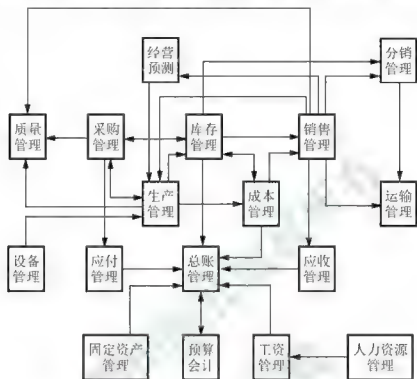 经营
预测
分销
管理
质量
管理
采购
管理
库存
管理
销售
管理
生产
管理
成本
管理
运输
管理
设备
管理
应付
管理
总账
管理
应收
管理
固定资产
管理
预算
会计
工资
管理
人力资源
管理